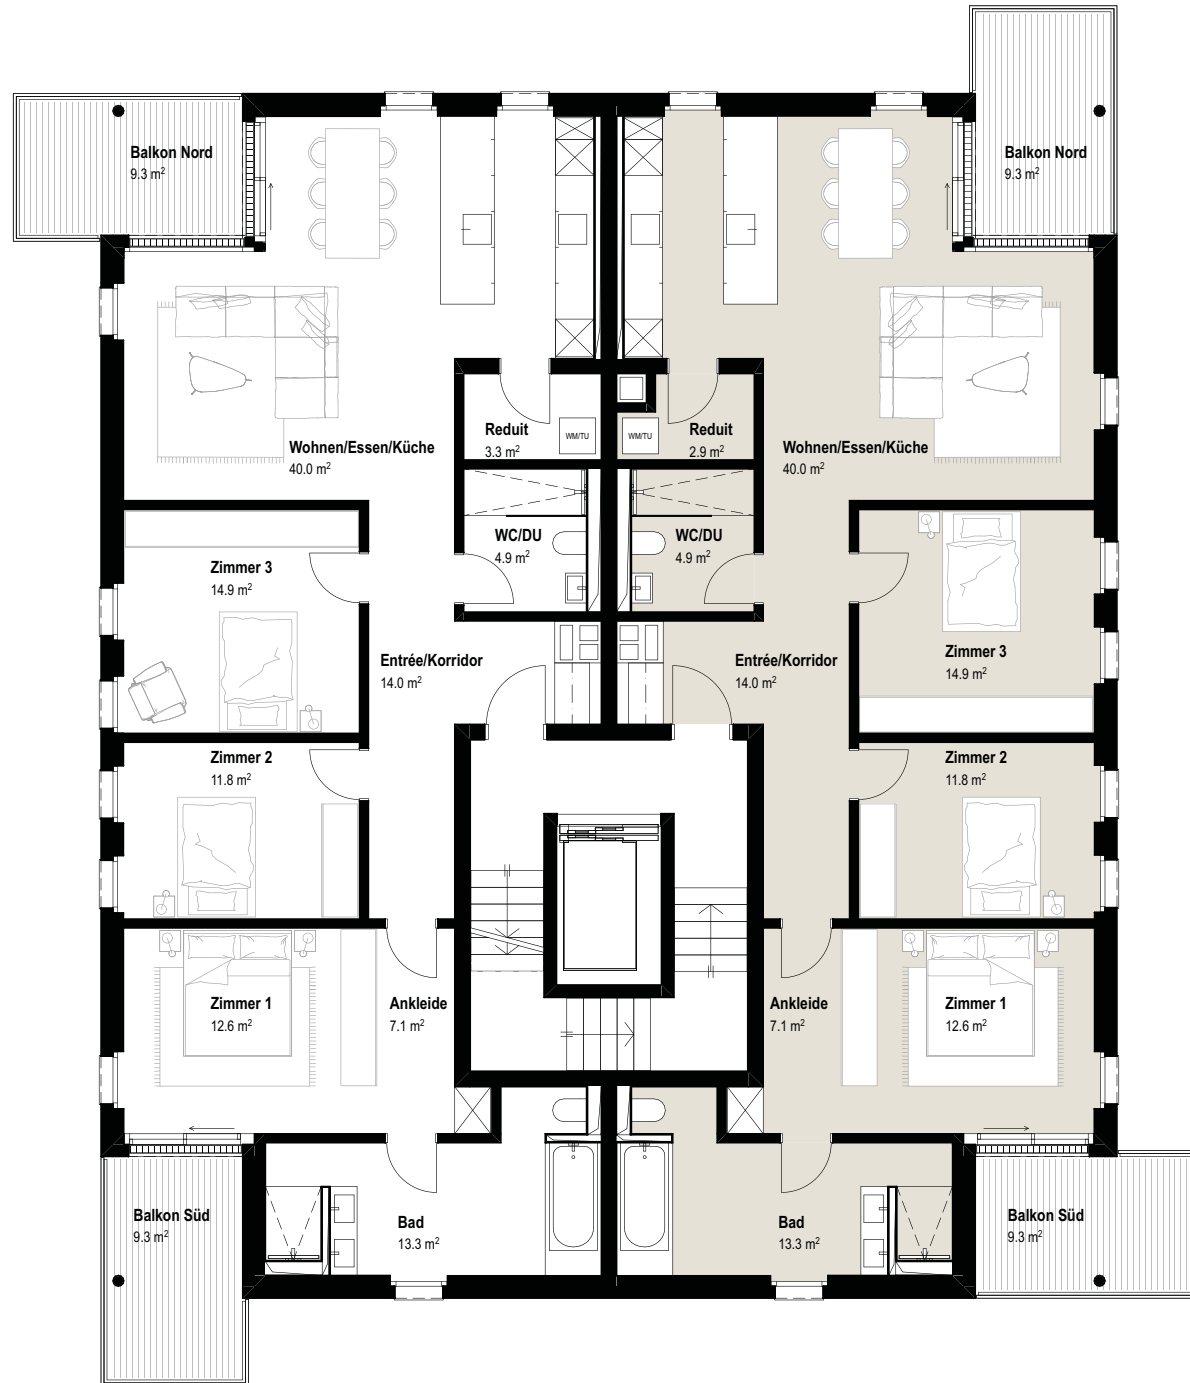 Balkon Nord
9.3 m²
Balkon Nord
9.3 m²
Reduit
3.3 m²
WM/TU
WM/TU
Reduit
2.9 m²
Wohnen/Essen/Küche
40.0 m²
Wohnen/Essen/Küche
40.0 m²
WC/DU
4.9 m²
WC/DU
4.9 m²
Zimmer 3
14.9 m²
Entrée/Korridor
14.0 m²
Entrée/Korridor
14.0 m²
Zimmer 3
14.9 m²
Zimmer 2
11.8 m²
Zimmer 2
11.8 m²
Zimmer 1
12.6 m²
Ankleide
7.1 m²
Ankleide
7.1 m²
Zimmer 1
12.6 m²
Balkon Süd
9.3 m²
Bad
13.3 m²
Bad
13.3 m²
Balkon Süd
9.3 m²